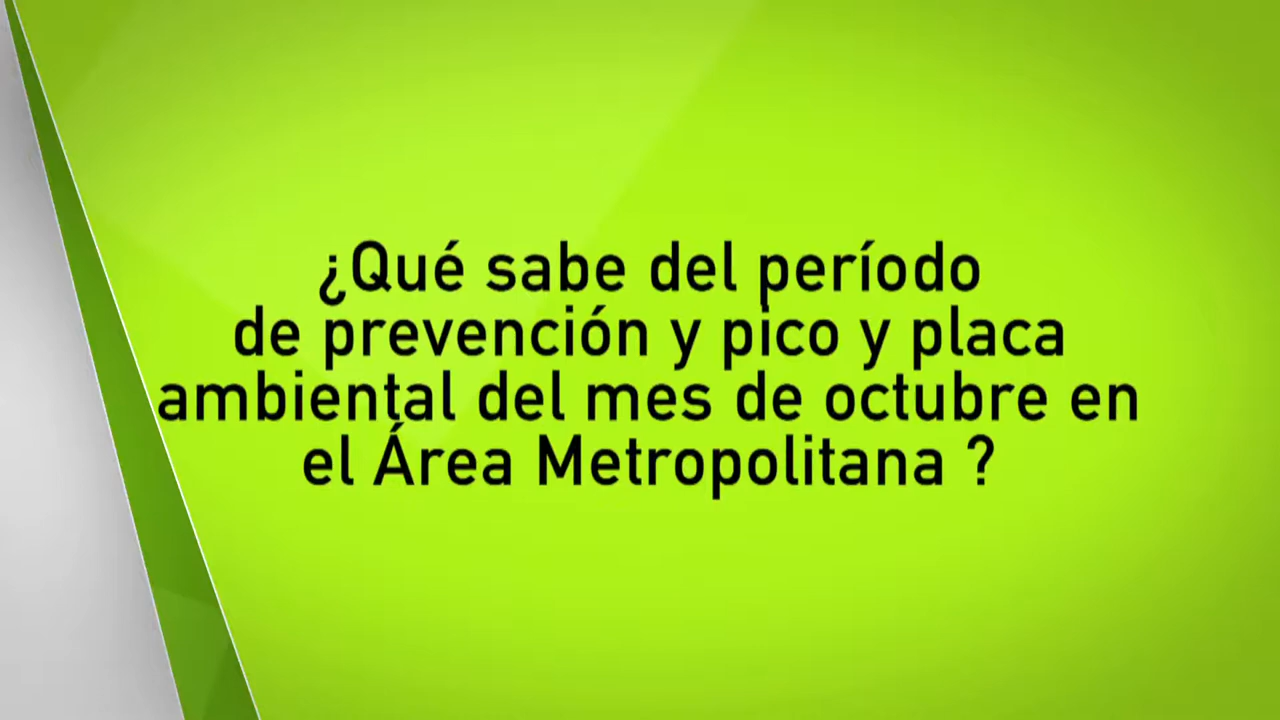 ¿Qué sabe del período
de prevención y pico y placa
ambiental del mes de octubre en
el Área Metropolitana ?